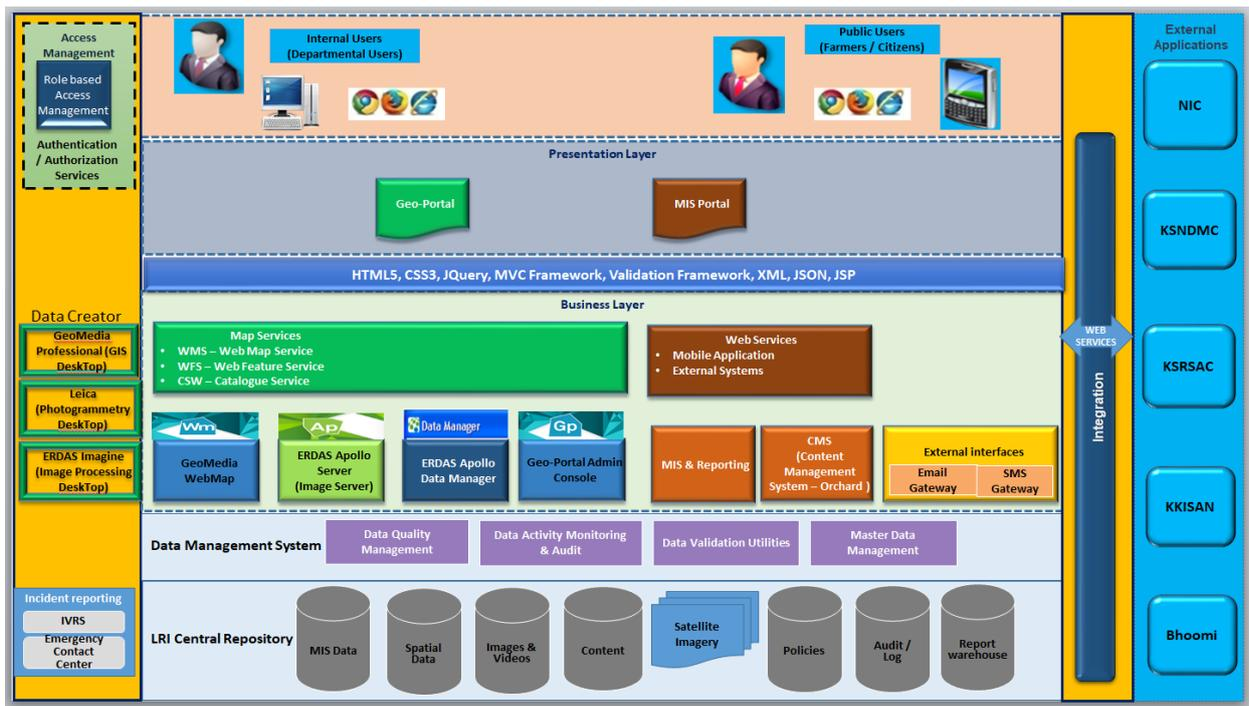 Access
Management
Role based
Access
Management
Authentication
/ Authorization
Services
Internal Users
(Departmental Users)
Public Users
(Farmers / Citizens)
Presentation Layer
Geo-Portal
MIS Portal
HTML5, CSS3, JQuery, MVC Framework, Validation Framework, XML, JSON, JSP
Business Layer
Map Services
• WMS – Web Map Service
• WFS – Web Feature Service
• CSW – Catalogue Service
Web Services
• Mobile Application
• External Systems
Data Creator
GeoMedia
Professional (GIS
DeskTop)
Leica
(Photogrammetry
DeskTop)
ERDAS Imagine
(Image Processing
DeskTop)
Wm
GeoMedia
WebMap
Ap
ERDAS Apollo
Server
(Image Server)
Data Manager
ERDAS Apollo
Data Manager
Gp
Geo-Portal Admin
Console
MIS & Reporting
CMS
(Content
Management
System – Orchard )
External interfaces
Email
Gateway
SMS
Gateway
Data Management System
Data Quality
Management
Data Activity Monitoring
& Audit
Data Validation Utilities
Master Data
Management
Incident reporting
IVRS
Emergency
Contact
Center
LRI Central Repository
MIS Data
Spatial
Data
Images &
Videos
Content
Satellite
Imagery
Policies
Audit /
Log
Report
warehouse
WEB
SERVICES
Integration
External
Applications
NIC
KSNDMC
KSRSAC
KKISAN
Bhoomi